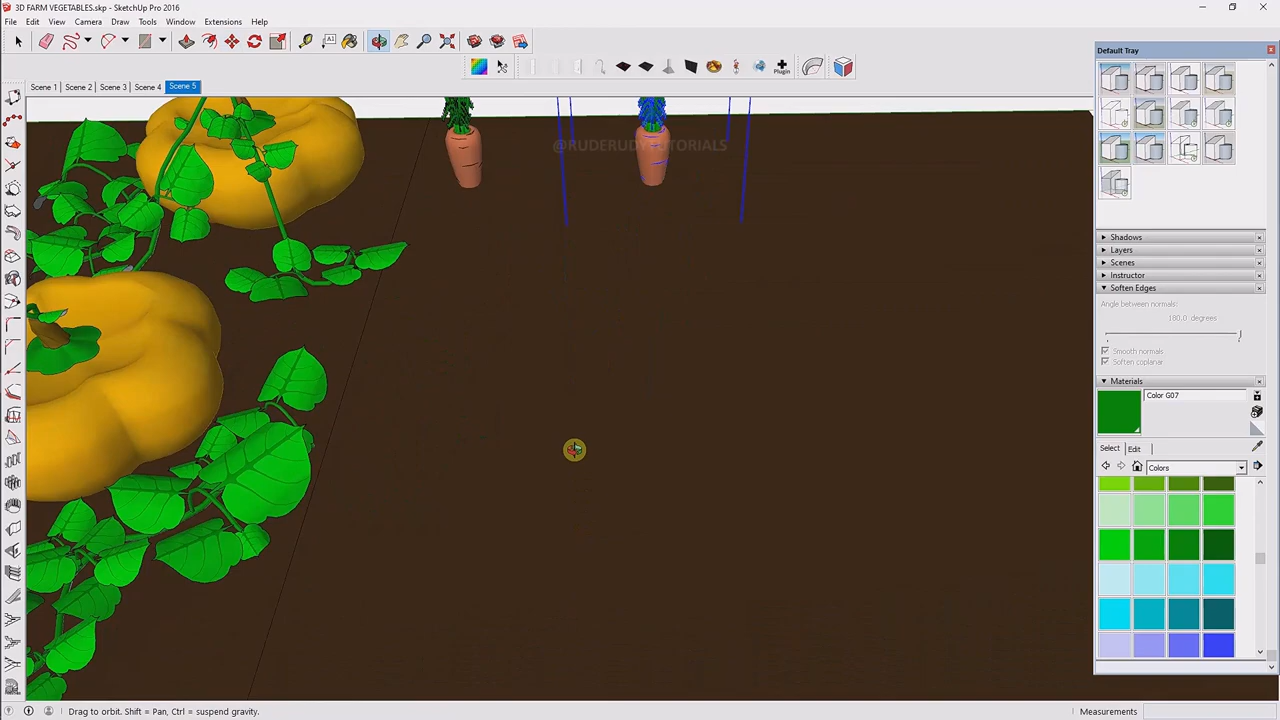 3D FARM VEGETABLES.skp - SketchUp Pro 2016
File Edit View Camera Draw Tools Window Extensions Help
Default Tray
Plugin
Scene 1 Scene 2 Scene 3 Scene 4 Scene 5
@RUDERUDYTUTORIALS
Shadows
Layers
Scenes
Instructor
Soften Edges
Angle between normals:
180.0 degrees
Smooth normals
Soften coplanar
Materials
Color G07
Select Edit
Colors
Drag to orbit. Shift = Pan, Ctrl = suspend gravity.
Measurements